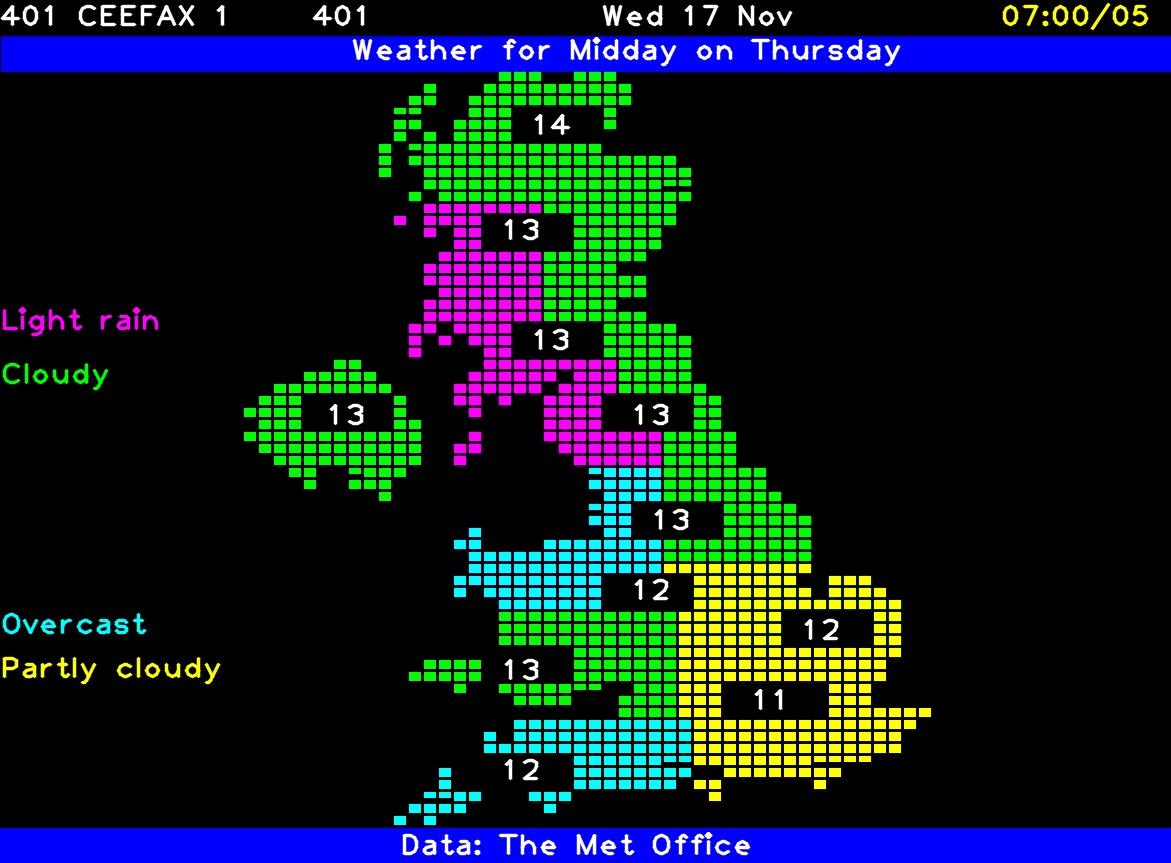 401 CEEFAX 1 401 Wed 17 Nov 07:00/05
Weather for Midday on Thursday
14
13
Light rain
13
Cloudy
13 13
13
12
Overcast
12
Partly cloudy
13
11
12
Data: The Met Office